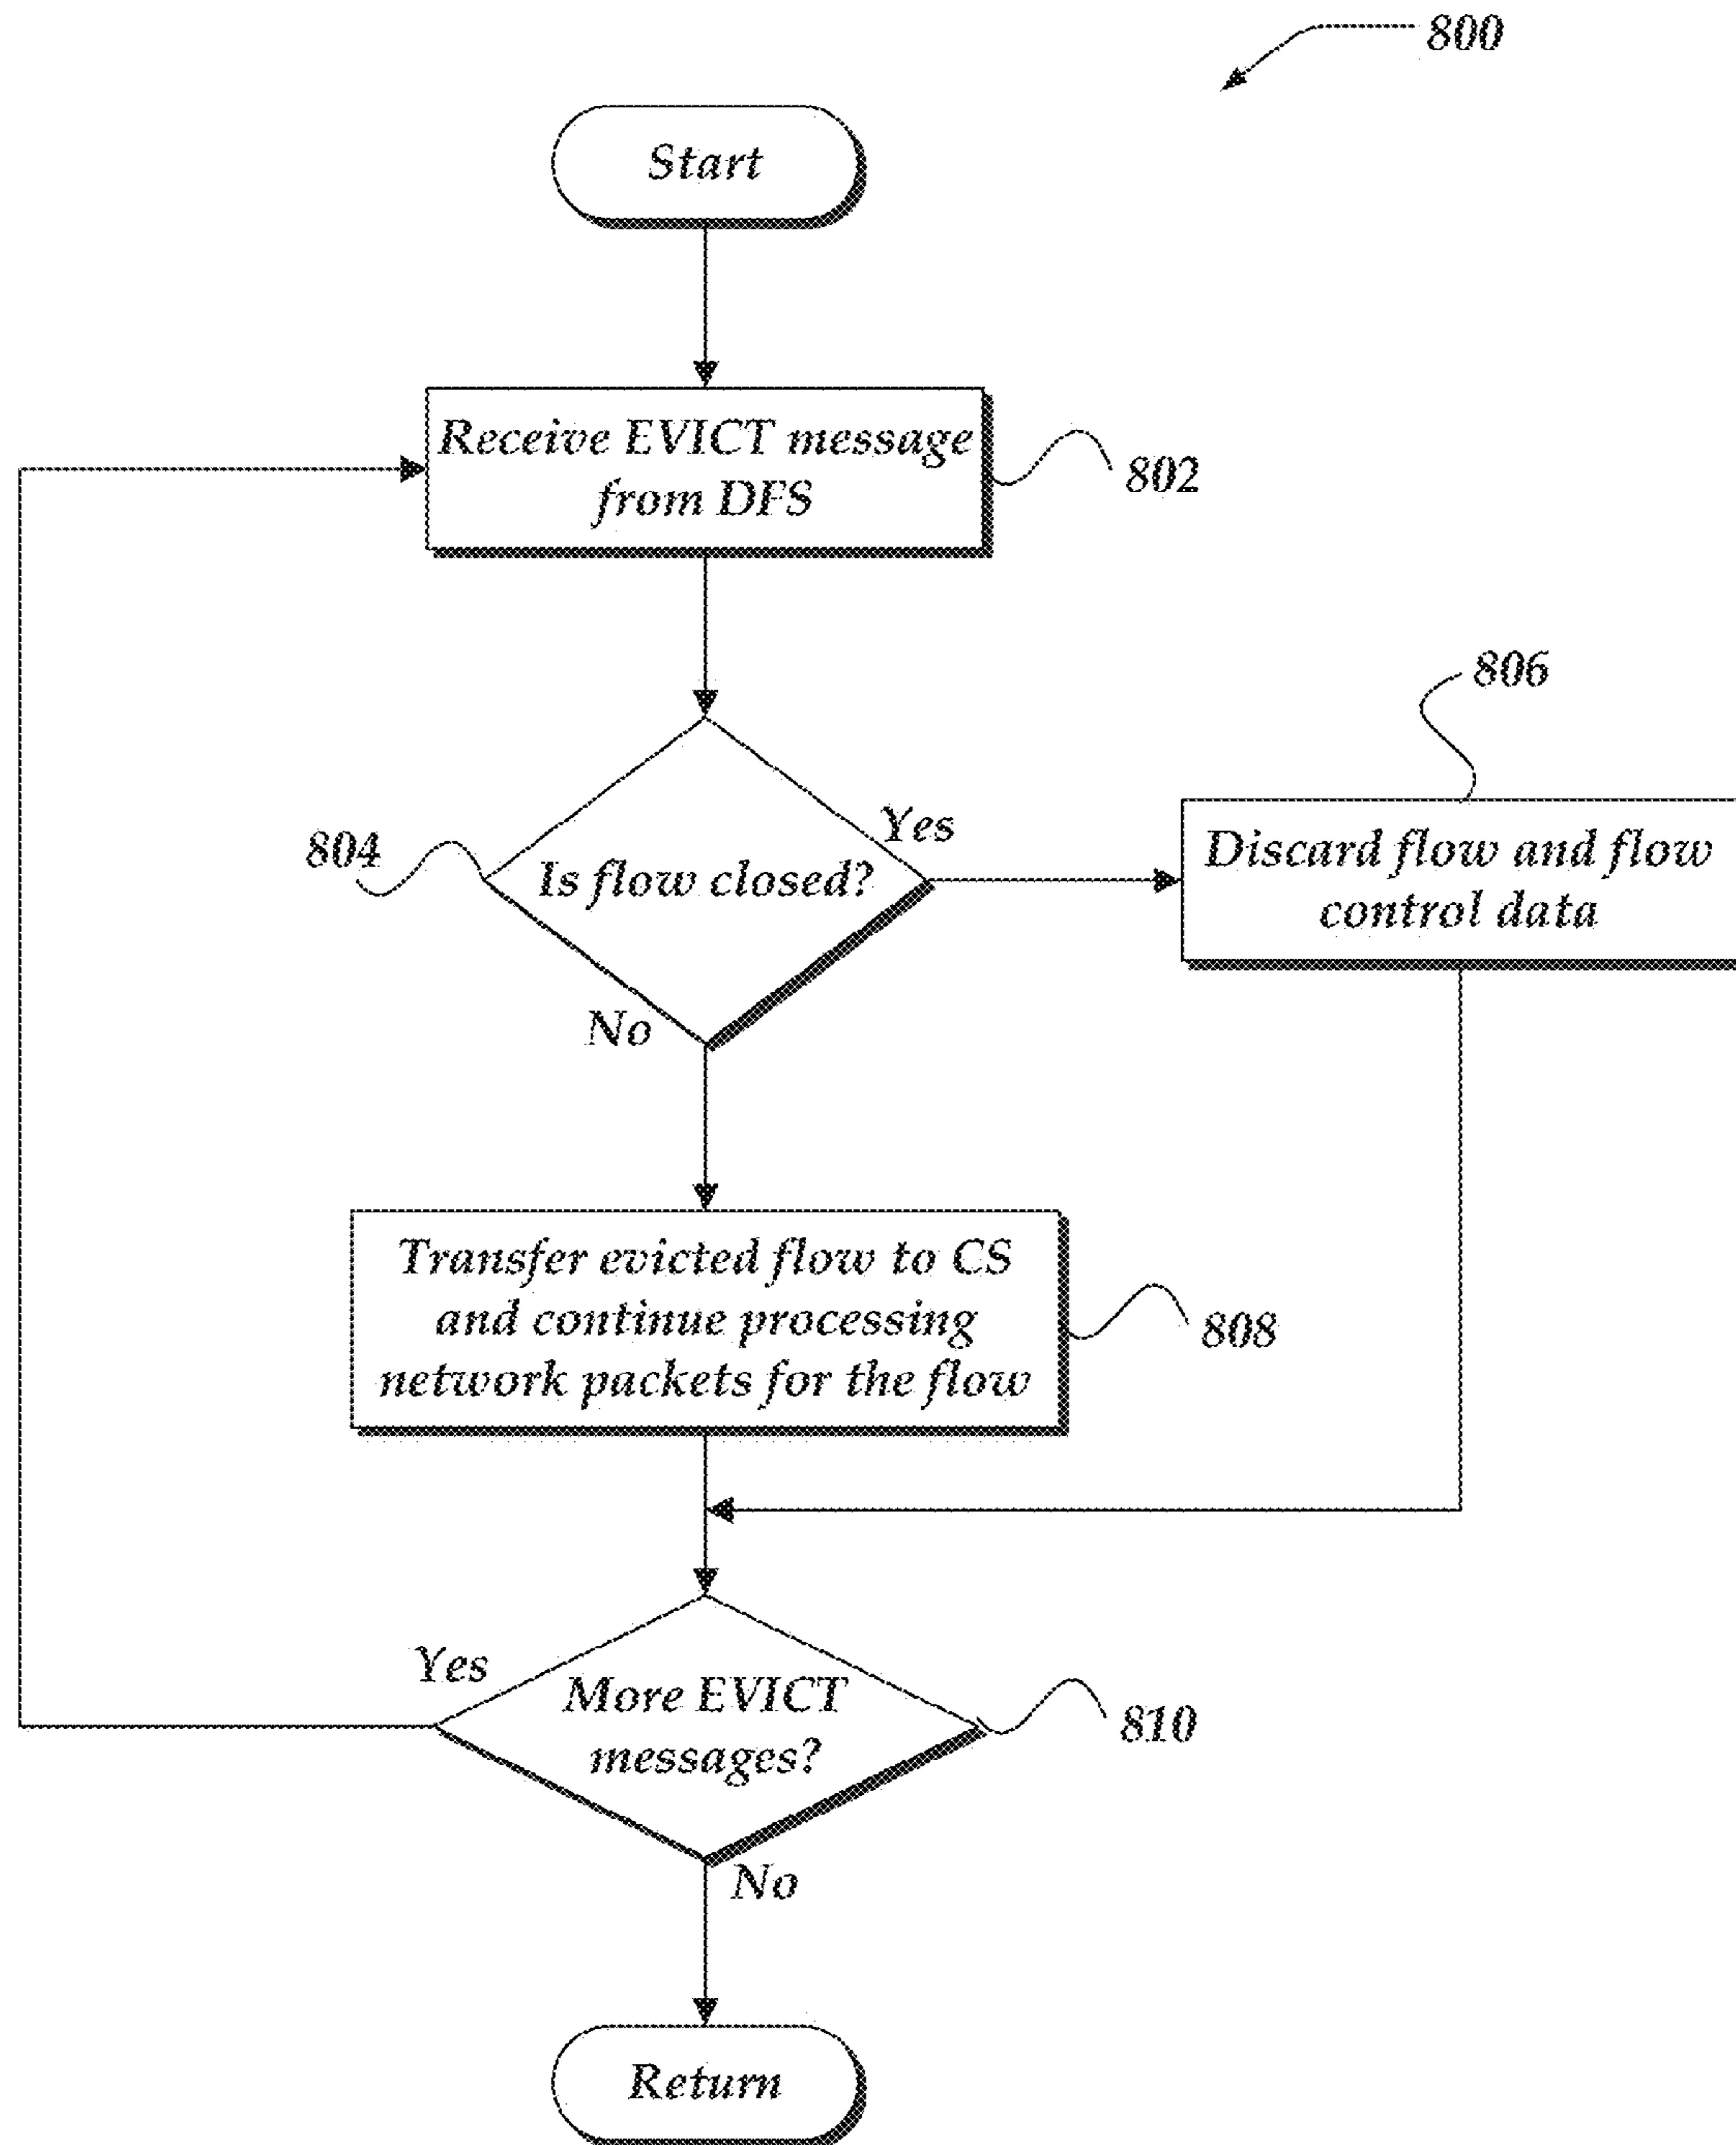 800
Start
Receive EVICT message
from DFS
802
806
Yes
804
Is flow closed?
Discard flow and flow
control data
No
Transfer evicted flow to CS
and continue processing
network packets for the flow
808
Yes
More EVICT
messages?
810
No
Return